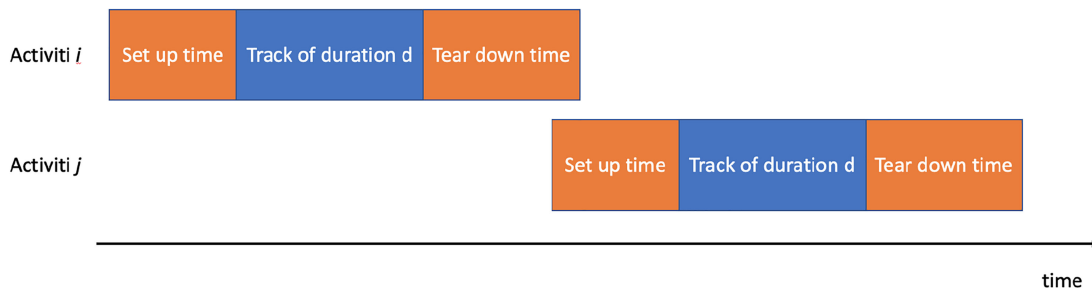 Activiti i Set up time Track of duration d Tear down time
Activiti j Set up time Track of duration d Tear down time
time